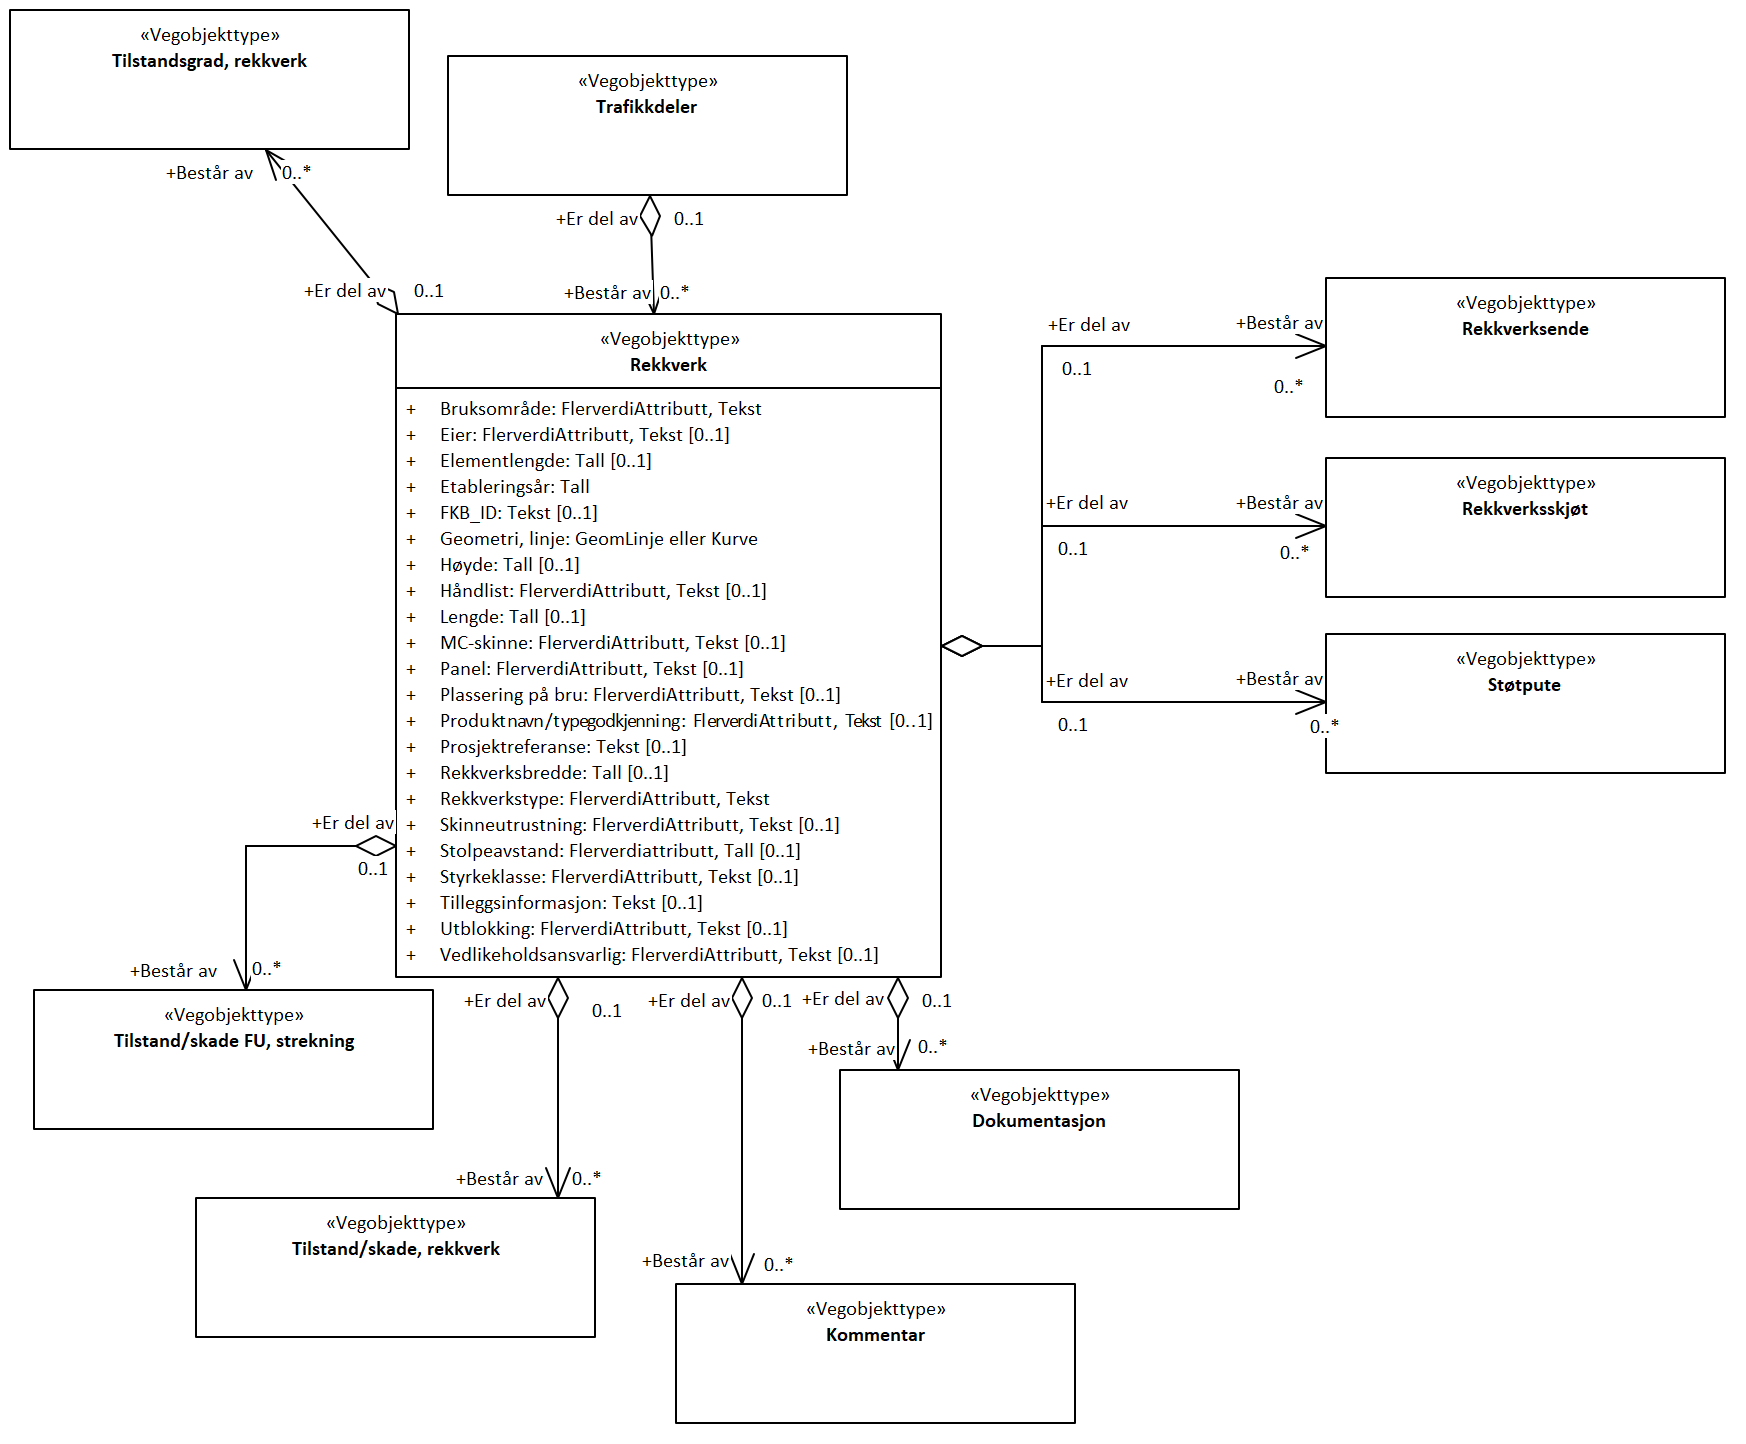 «Vegobjekttype»
Tilstandsgrad, rekkverk
«Vegobjekttype»
Trafikkdeler
+Består av
0..*
+Er del av
0..1
+Er del av
0..1
+Består av
0..*
«Vegobjekttype»
Rekkverk
+ Bruksområde: FlerverdiAttributt, Tekst
+ Eier: FlerverdiAttributt, Tekst [0..1]
+ Elementlengde: Tall [0..1]
+ Etableringsår: Tall
+ FKB_ID: Tekst [0..1]
+ Geometri, linje: GeomLinje eller Kurve
+ Høyde: Tall [0..1]
+ Håndlist: FlerverdiAttributt, Tekst [0..1]
+ Lengde: Tall [0..1]
+ MC-skinne: FlerverdiAttributt, Tekst [0..1]
+ Panel: FlerverdiAttributt, Tekst [0..1]
+ Plassering på bru: FlerverdiAttributt, Tekst [0..1]
+ Produktnavn/typegodkjenning: FlerverdiAttributt, Tekst [0..1]
+ Prosjektreferanse: Tekst [0..1]
+ Rekkverksbredde: Tall [0..1]
+ Rekkverkstype: FlerverdiAttributt, Tekst
+ Skinneutrustning: FlerverdiAttributt, Tekst [0..1]
+ Stolpeavstand: Flerverdiattributt, Tall [0..1]
+ Styrkeklasse: FlerverdiAttributt, Tekst [0..1]
+ Tilleggsinformasjon: Tekst [0..1]
+ Utblokking: FlerverdiAttributt, Tekst [0..1]
+ Vedlikeholdsansvarlig: FlerverdiAttributt, Tekst [0..1]
+Er del av
0..1
+Består av
0..*
«Vegobjekttype»
Rekkverksende
+Er del av
0..1
+Består av
0..*
«Vegobjekttype»
Rekkverksskjøt
+Er del av
0..1
+Består av
0..*
«Vegobjekttype»
Støtpute
+Er del av
0..1
+Består av
0..*
«Vegobjekttype»
Tilstand/skade FU, strekning
+Er del av
0..1
+Består av
0..*
«Vegobjekttype»
Tilstand/skade, rekkverk
+Er del av
0..1
+Består av
0..*
«Vegobjekttype»
Kommentar
+Er del av
0..1
+Består av
0..*
«Vegobjekttype»
Dokumentasjon